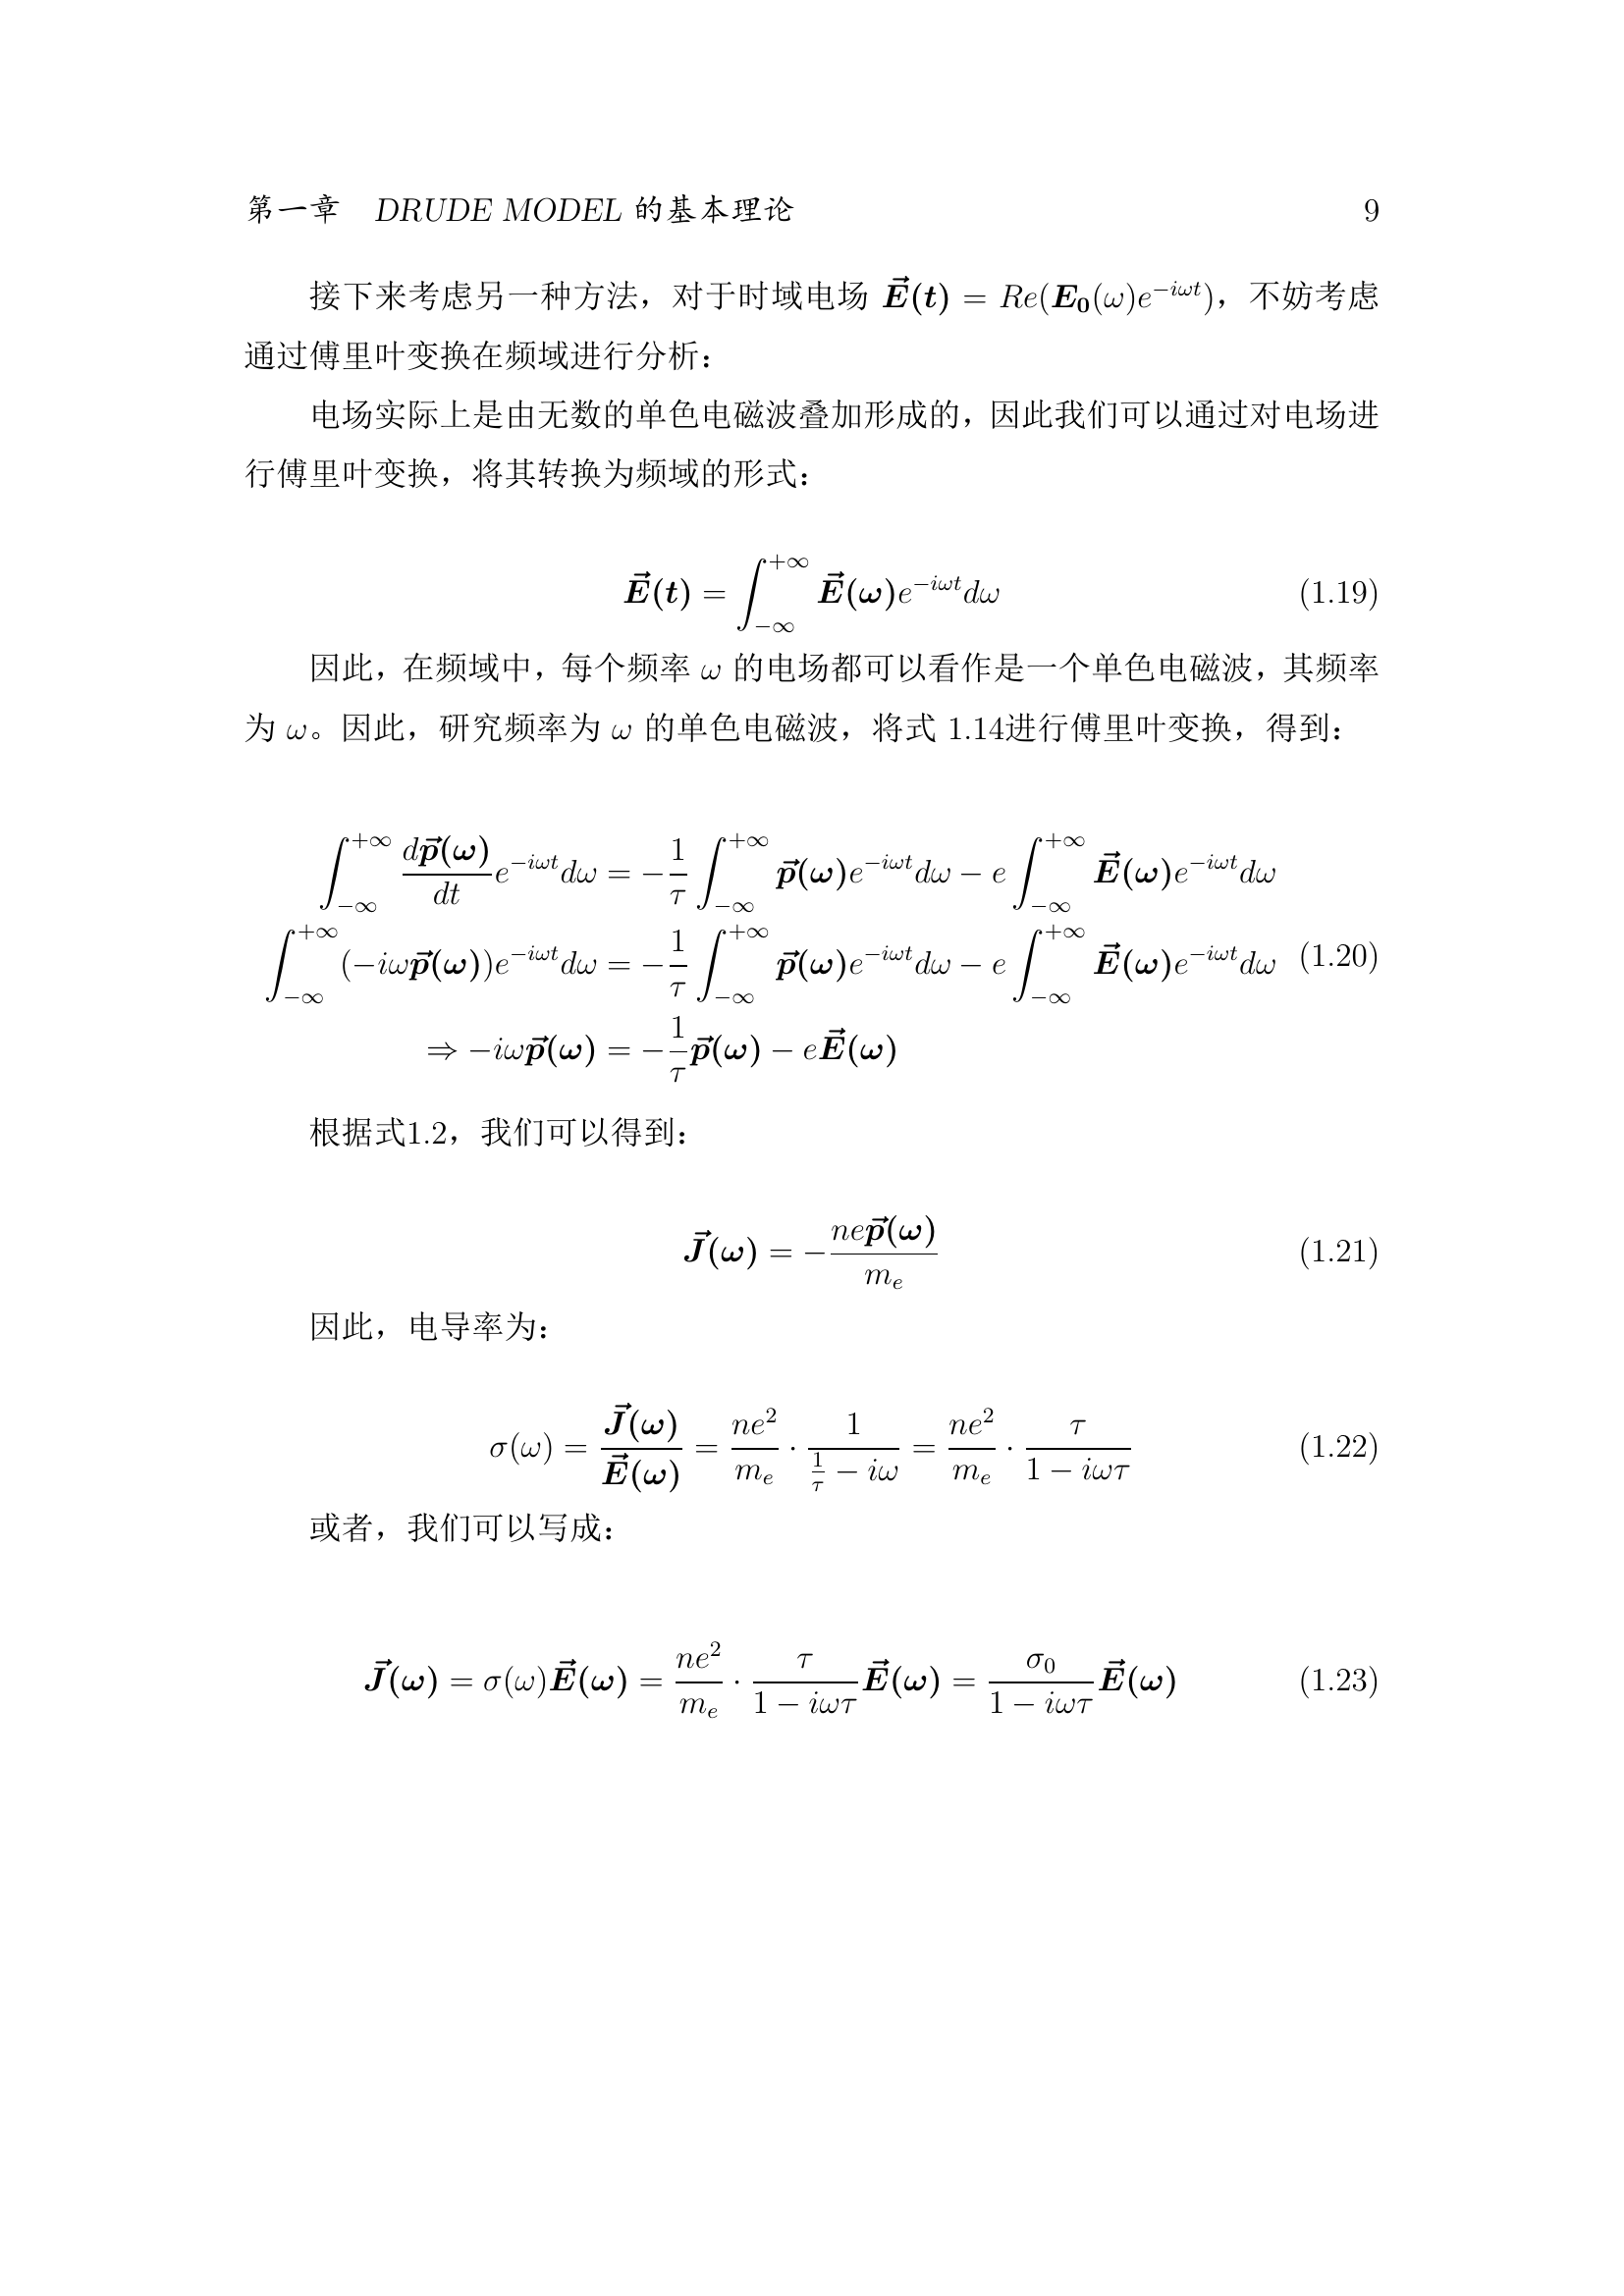 第一章 DRUDE MODEL 的基本理论 9
接下来考虑另一种方法，对于时域电场 $\vec{E}(t) = Re(E_0(\omega)e^{-i\omega t})$，不妨考虑
通过傅里叶变换在频域进行分析：
电场实际上是由无数的单色电磁波叠加形成的，因此我们可以通过对电场进
行傅里叶变换，将其转换为频域的形式：
$\vec{E}(t) = \int_{-\infty}^{+\infty} \vec{E}(\omega)e^{-i\omega t}d\omega$ (1.19)
因此，在频域中，每个频率 ω 的电场都可以看作是一个单色电磁波，其频率
为 ω。因此，研究频率为 ω 的单色电磁波，将式 1.14进行傅里叶变换，得到：
$\int_{-\infty}^{+\infty} \frac{d\vec{p}(\omega)}{dt}e^{-i\omega t}d\omega = -\frac{1}{\tau}\int_{-\infty}^{+\infty} \vec{p}(\omega)e^{-i\omega t}d\omega - e\int_{-\infty}^{+\infty} \vec{E}(\omega)e^{-i\omega t}d\omega$
$\int_{-\infty}^{+\infty} (-i\omega\vec{p}(\omega))e^{-i\omega t}d\omega = -\frac{1}{\tau}\int_{-\infty}^{+\infty} \vec{p}(\omega)e^{-i\omega t}d\omega - e\int_{-\infty}^{+\infty} \vec{E}(\omega)e^{-i\omega t}d\omega$ (1.20)
$\Rightarrow -i\omega\vec{p}(\omega) = -\frac{1}{\tau}\vec{p}(\omega) - e\vec{E}(\omega)$
根据式1.2，我们可以得到：
$\vec{J}(\omega) = -\frac{ne\vec{p}(\omega)}{m_e}$ (1.21)
因此，电导率为：
$\sigma(\omega) = \frac{\vec{J}(\omega)}{\vec{E}(\omega)} = \frac{ne^2}{m_e} \cdot \frac{1}{\frac{1}{\tau} - i\omega} = \frac{ne^2}{m_e} \cdot \frac{\tau}{1 - i\omega\tau}$ (1.22)
或者，我们可以写成：
$\vec{J}(\omega) = \sigma(\omega)\vec{E}(\omega) = \frac{ne^2}{m_e} \cdot \frac{\tau}{1 - i\omega\tau}\vec{E}(\omega) = \frac{\sigma_0}{1 - i\omega\tau}\vec{E}(\omega)$ (1.23)